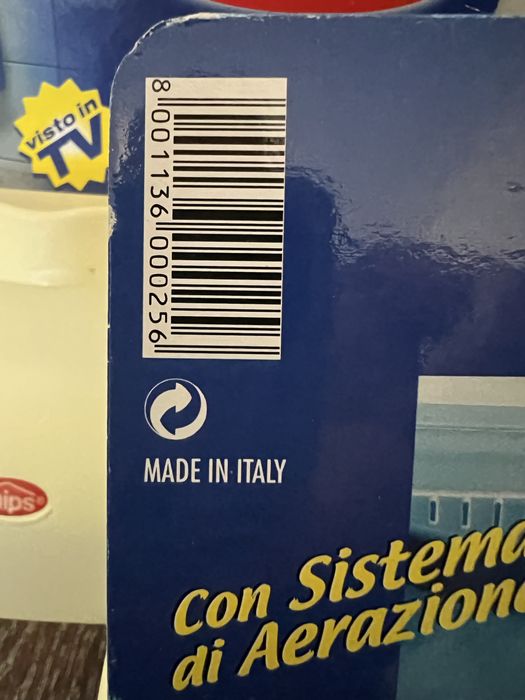 visto in
TV
8 001136 000256
MADE IN ITALY
Con Sistema
di Aerazione